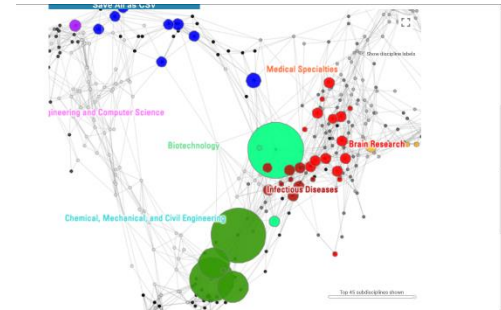 Save All as CSV
Show discipline labels
Medical Specialties
gineering and Computer Science
Biotechnology
Brain Research
Infectious Diseases
Chemical, Mechanical, and Civil Engineering
Top 45 subdisciplines shown